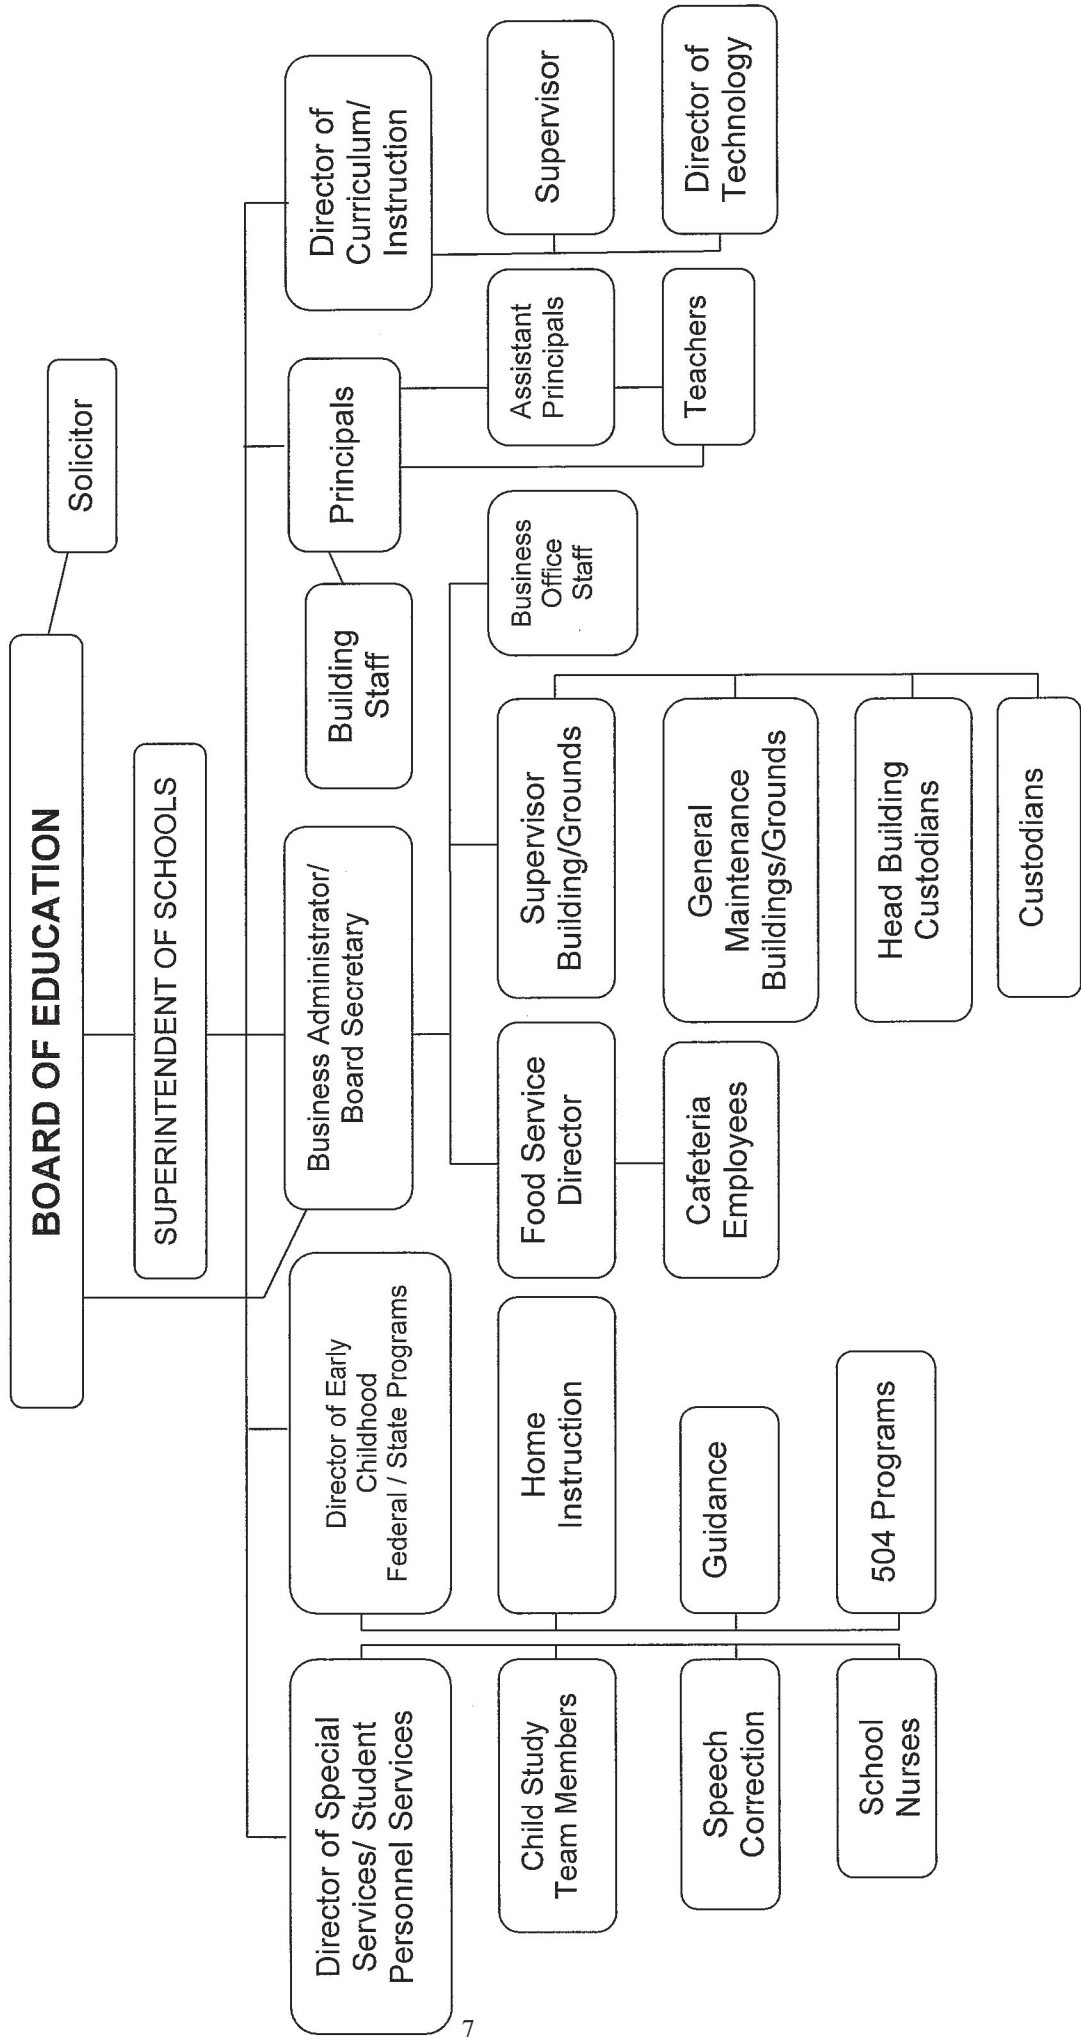 BOARD OF EDUCATION
Solicitor
SUPERINTENDENT OF SCHOOLS
Director of Special
Services/ Student
Personnel Services
Director of Early
Childhood
Federal / State Programs
Business Administrator/
Board Secretary
Building
Staff
Principals
Director of
Curriculum/
Instruction
Child Study
Team Members
Home
Instruction
Food Service
Director
Supervisor
Building/Grounds
Business
Office
Staff
Assistant
Principals
Supervisor
Speech
Correction
Guidance
Cafeteria
Employees
General
Maintenance
Buildings/Grounds
Teachers
Director of
Technology
School
Nurses
504 Programs
Head Building
Custodians
Custodians
7